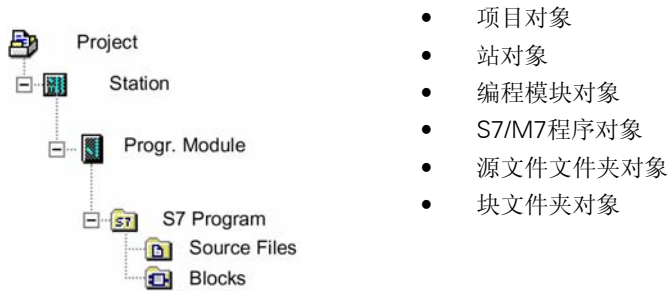 Project
Station
Progr. Module
S7 Program
Source Files
Blocks
• 项目对象
• 站对象
• 编程模块对象
• S7/M7程序对象
• 源文件文件夹对象
• 块文件夹对象